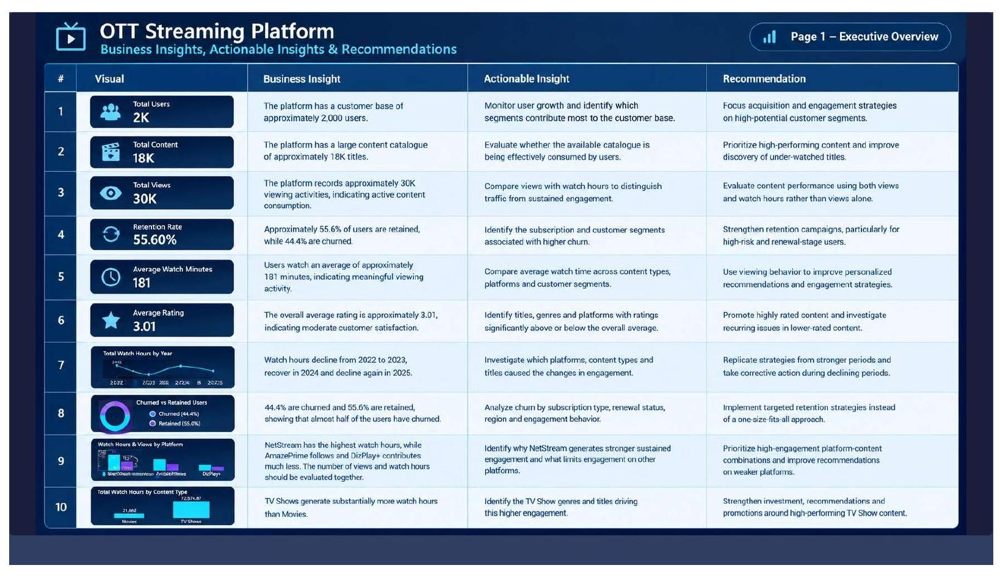 OTT Streaming Platform
Business Insights, Actionable Insights & Recommendations
Page 1 – Executive Overview
# Visual Business Insight Actionable Insight Recommendation
1
Total Users
2K
The platform has a customer base of
approximately 2,000 users.
Monitor user growth and identify which
segments contribute most to the customer base.
Focus acquisition and engagement strategies
on high-potential customer segments.
2
Total Content
18K
The platform has a large content catalogue
of approximately 18K titles.
Evaluate whether the available catalogue is
being effectively consumed by users.
Prioritize high-performing content and improve
discovery of under-watched titles.
3
Total Views
30K
The platform records approximately 30K
viewing activities, indicating active content
consumption.
Compare views with watch hours to distinguish
traffic from sustained engagement.
Evaluate content performance using both views
and watch hours rather than views alone.
4
Retention Rate
55.60%
Approximately 55.6% of users are retained,
while 44.4% are churned.
Identify the subscription and customer segments
associated with higher churn.
Strengthen retention campaigns, particularly for
high-risk and renewal-stage users.
5
Average Watch Minutes
181
Users watch an average of approximately
181 minutes, indicating meaningful viewing
activity.
Compare average watch time across content types,
platforms and customer segments.
Use viewing behavior to improve personalized
recommendations and engagement strategies.
6
Average Rating
3.01
The overall average rating is approximately 3.01,
indicating moderate customer satisfaction.
Identify titles, genres and platforms with ratings
significantly above or below the overall average.
Promote highly rated content and investigate
recurring issues in lower-rated content.
7
Total Watch Hours by Year
Watch hours decline from 2022 to 2023,
recover in 2024 and decline again in 2025.
Investigate which platforms, content types and
titles caused the changes in engagement.
Replicate strategies from stronger periods and
take corrective action during declining periods.
8
Churned vs Retained Users
Churned (44.4%)
Retained (55.0%)
44.4% are churned and 55.6% are retained,
showing that almost half of the users have churned.
Analyze churn by subscription type, renewal status,
region and engagement behavior.
Implement targeted retention strategies instead
of a one-size-fits-all approach.
9
Watch Hours & Views by Platform
DizPlay+
NetStream has the highest watch hours, while
AmazePrime follows and DizPlay+ contributes
much less. The number of views and watch hours
should be evaluated together.
Identify why NetStream generates stronger sustained
engagement and what limits engagement on other
platforms.
Prioritize high-engagement platform-content
combinations and improve recommendations
on weaker platforms.
10
Total Watch Hours by Content Type
72,574.87
Movies
TV Shows
TV Shows generate substantially more watch hours
than Movies.
Identify the TV Show genres and titles driving
this higher engagement.
Strengthen investment, recommendations and
promotions around high-performing TV Show content.